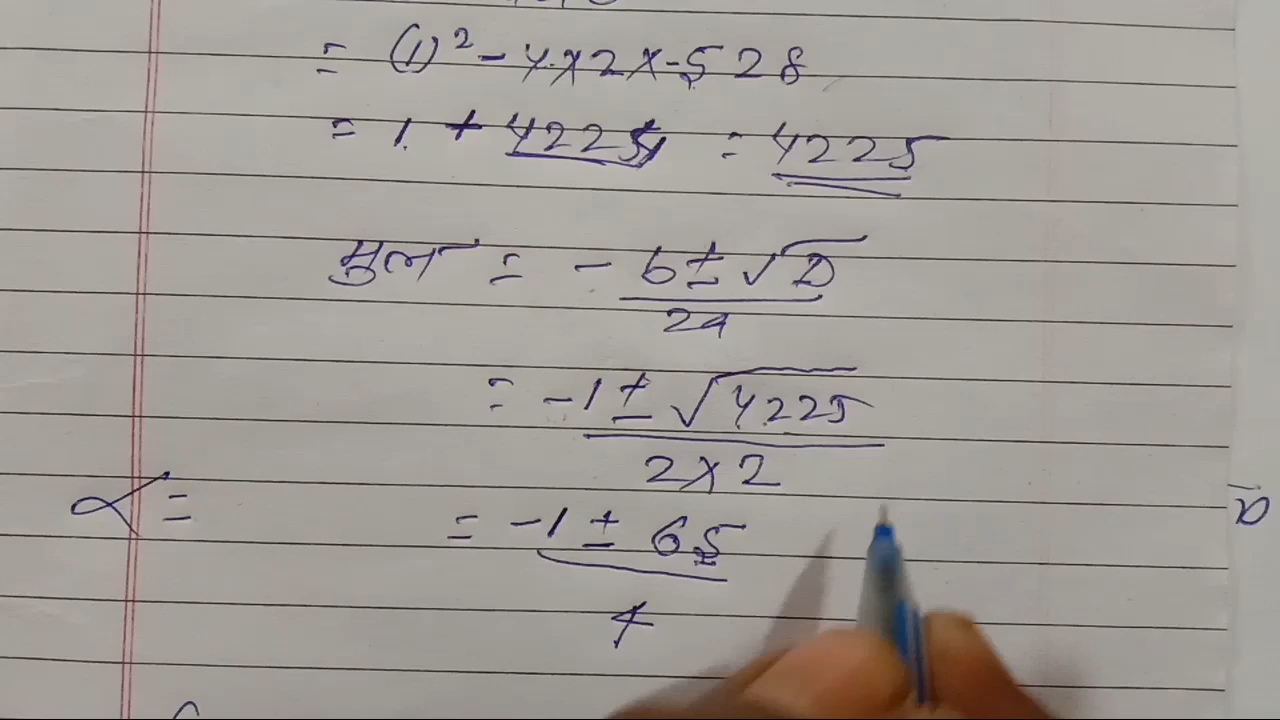 = (1)² - 4×2×-528
= 1 + 4224 = 4225
मुल = - b ± √D
2a
= -1 ± √4225
2×2
α = = -1 ± 65
4